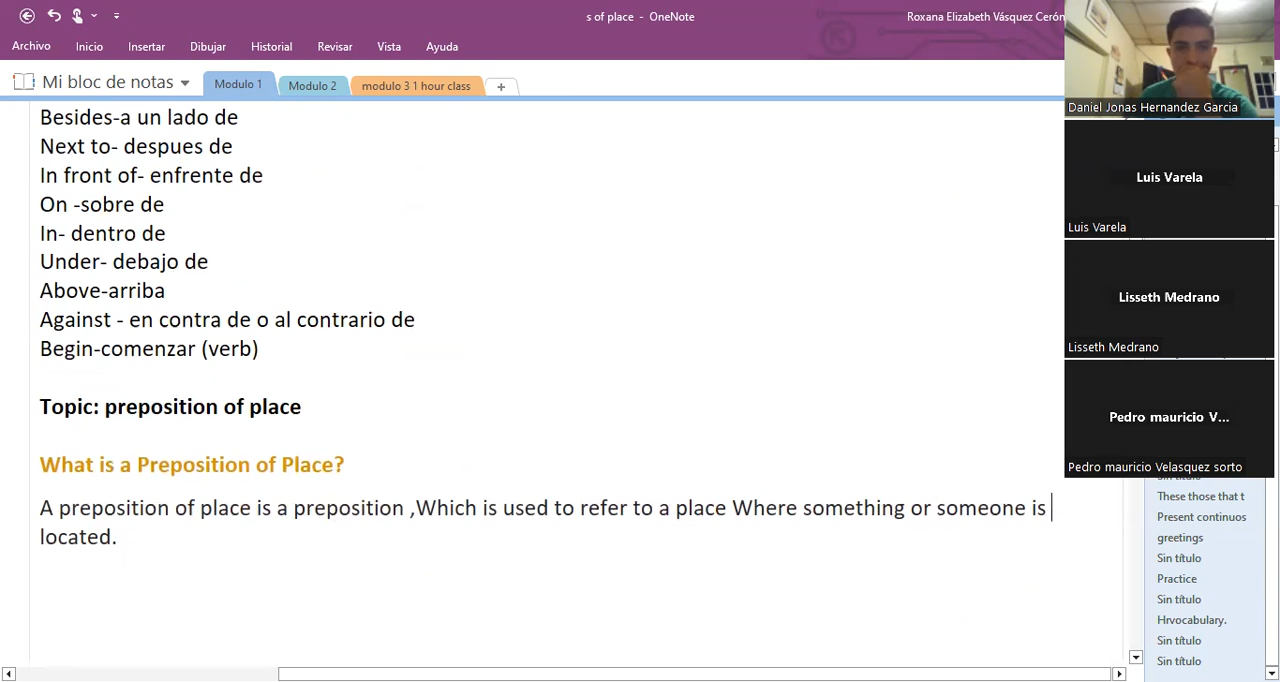 s of place - OneNote
Roxana Elizabeth Vásquez Cerón
Archivo Inicio Insertar Dibujar Historial Revisar Vista Ayuda
Mi bloc de notas Modulo 1 Modulo 2 modulo 3 1 hour class +
Besides-a un lado de
Next to- despues de
In front of- enfrente de
On -sobre de
In- dentro de
Under- debajo de
Above-arriba
Against - en contra de o al contrario de
Begin-comenzar (verb)
Topic: preposition of place
What is a Preposition of Place?
A preposition of place is a preposition ,Which is used to refer to a place Where something or someone is
located.
Daniel Jonas Hernandez Garcia
Luis Varela
Luis Varela
Lisseth Medrano
Lisseth Medrano
Pedro mauricio V...
Pedro mauricio Velasquez sorto
Sin título
These those that t
Present continuos
greetings
Sin título
Practice
Sin título
Hrvocabulary.
Sin título
Sin título